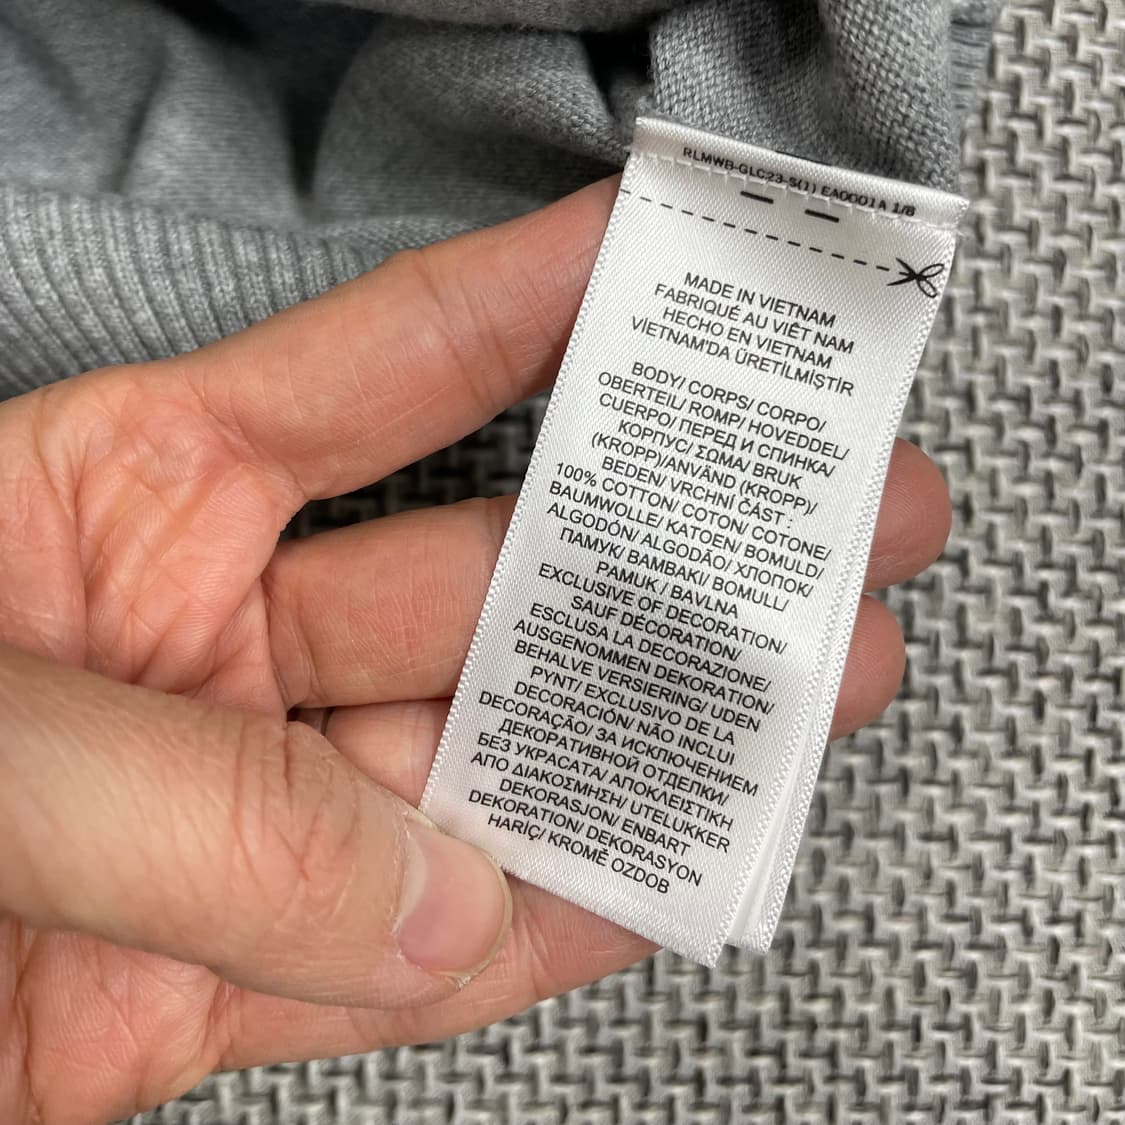 RLMWB-GLC23-S(1) EA0001A 1/8
MADE IN VIETNAM
FABRIQUÉ AU VIÊT NAM
HECHO EN VIETNAM
VIETNAM'DA ÜRETİLMİŞTİR
BODY/ CORPS/ CORPO/
OBERTEIL/ ROMP/ HOVEDDEL/
CUERPO/ ПЕРЕД И СПИНКА/
КОРПУС/ ΣΩΜΑ/ BRUK
(KROPP)/ANVÄND (KROPP)/
BEDEN/ VRCHNÍ ČÁST :
100% COTTON/ COTON/ COTONE/
BAUMWOLLE/ KATOEN/ BOMULD/
ALGODÓN/ ALGODÃO/ ХЛОПОК/
ПАМУК/ ΒΑΜΒΑΚΙ/ BOMULL/
PAMUK / BAVLNA
EXCLUSIVE OF DECORATION/
SAUF DÉCORATION/
ESCLUSA LA DECORAZIONE/
AUSGENOMMEN DEKORATION/
BEHALVE VERSIERING/ UDEN
PYNT/ EXCLUSIVO DE LA
DECORACIÓN/ NÃO INCLUI
DECORAÇÃO/ ЗА ИСКЛЮЧЕНИЕМ
ДЕКОРАТИВНОЙ ОТДЕЛКИ/
БЕЗ УКРАСАТА/ ΑΠΟΚΛΕΙΣΤΙΚΗ
ΑΠΟ ΔΙΑΚΟΣΜΗΣΗ/ UTELUKKER
DEKORASJON/ ENBART
DEKORATION/ DEKORASYON
HARİÇ/ KROMĚ OZDOB